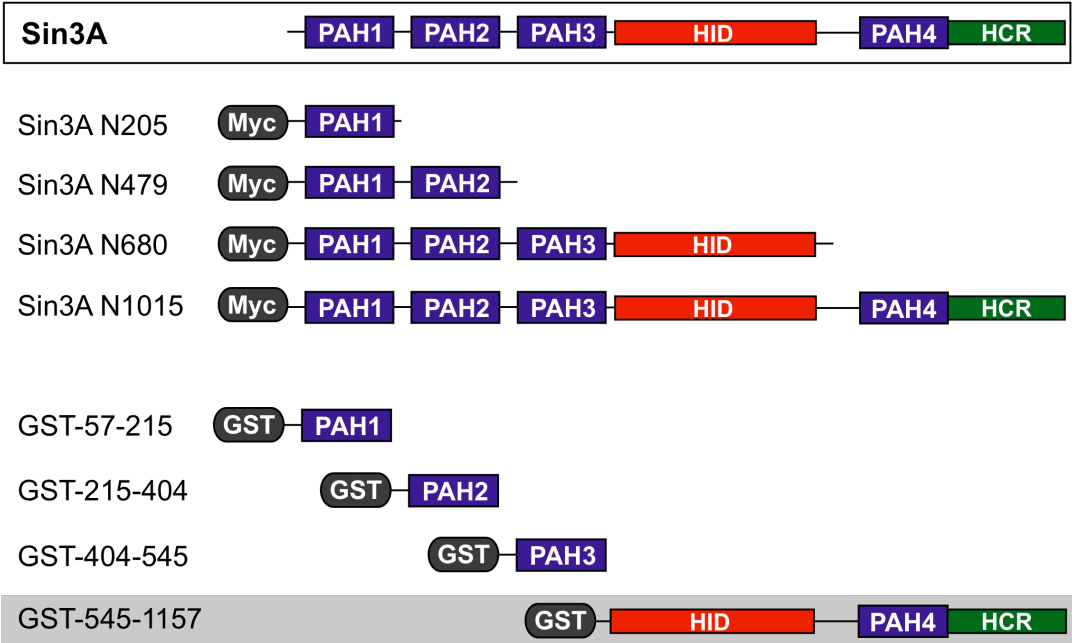 Sin3A PAH1 PAH2 PAH3 HID PAH4 HCR
Sin3A N205 Myc PAH1
Sin3A N479 Myc PAH1 PAH2
Sin3A N680 Myc PAH1 PAH2 PAH3 HID
Sin3A N1015 Myc PAH1 PAH2 PAH3 HID PAH4 HCR
GST-57-215 GST PAH1
GST-215-404 GST PAH2
GST-404-545 GST PAH3
GST-545-1157 GST HID PAH4 HCR